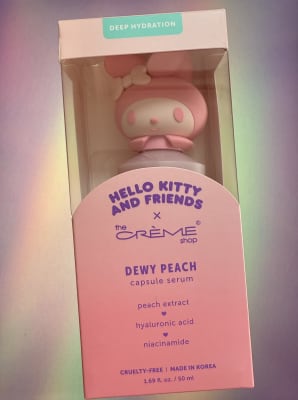 DEEP HYDRATION
HELLO KITTY
AND FRIENDS
×
the
CRÈME©
shop
DEWY PEACH
capsule serum
peach extract
♥
hyaluronic acid
♥
niacinamide
CRUELTY-FREE | MADE IN KOREA
1.69 fl. oz. / 50 ml